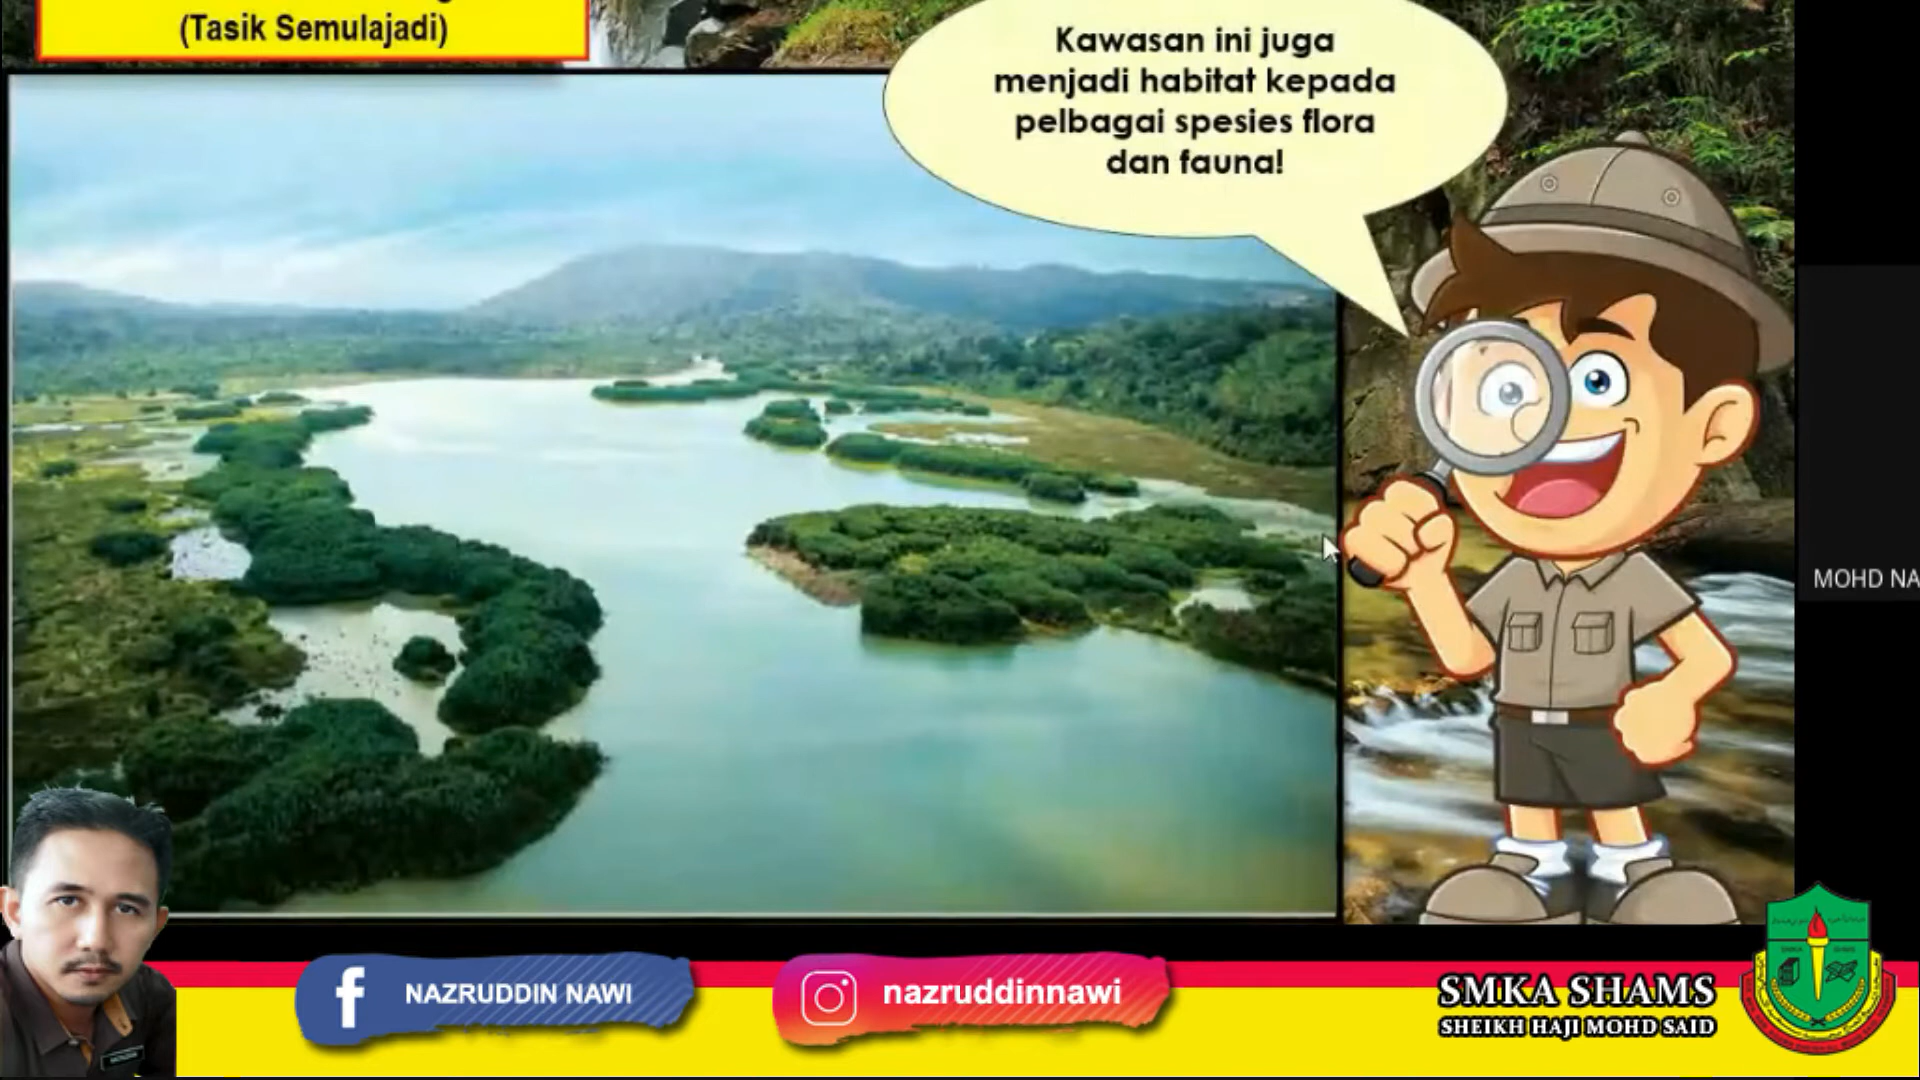 (Tasik Semulajadi)
Kawasan ini juga
menjadi habitat kepada
pelbagai spesies flora
dan fauna!
MOHD NA
NAZRUDDIN NAWI
nazruddinnawi
SMKA SHAMS
SHEIKH HAJI MOHD SAID